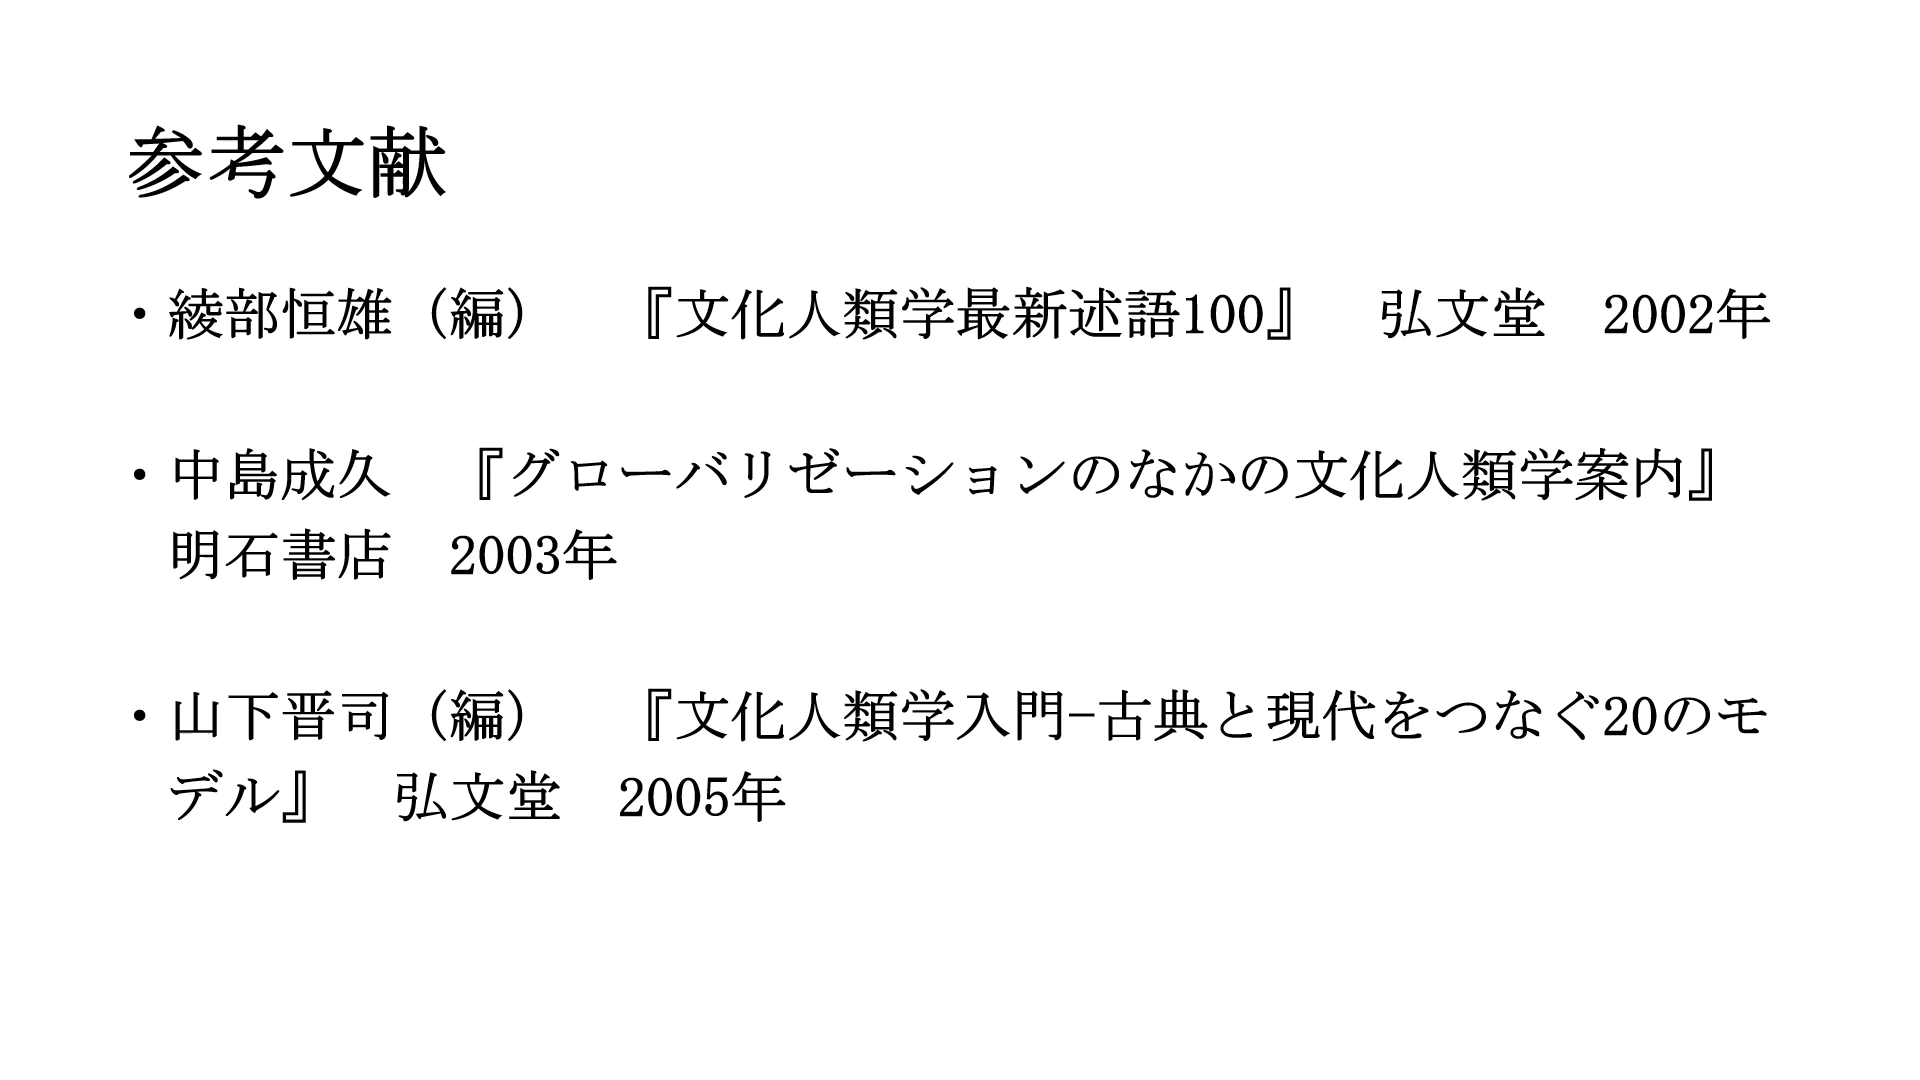 参考文献
・綾部恒雄（編）　『文化人類学最新述語100』　弘文堂　2002年
・中島成久　『グローバリゼーションのなかの文化人類学案内』
明石書店　2003年
・山下晋司（編）　『文化人類学入門−古典と現代をつなぐ20のモ
デル』　弘文堂　2005年